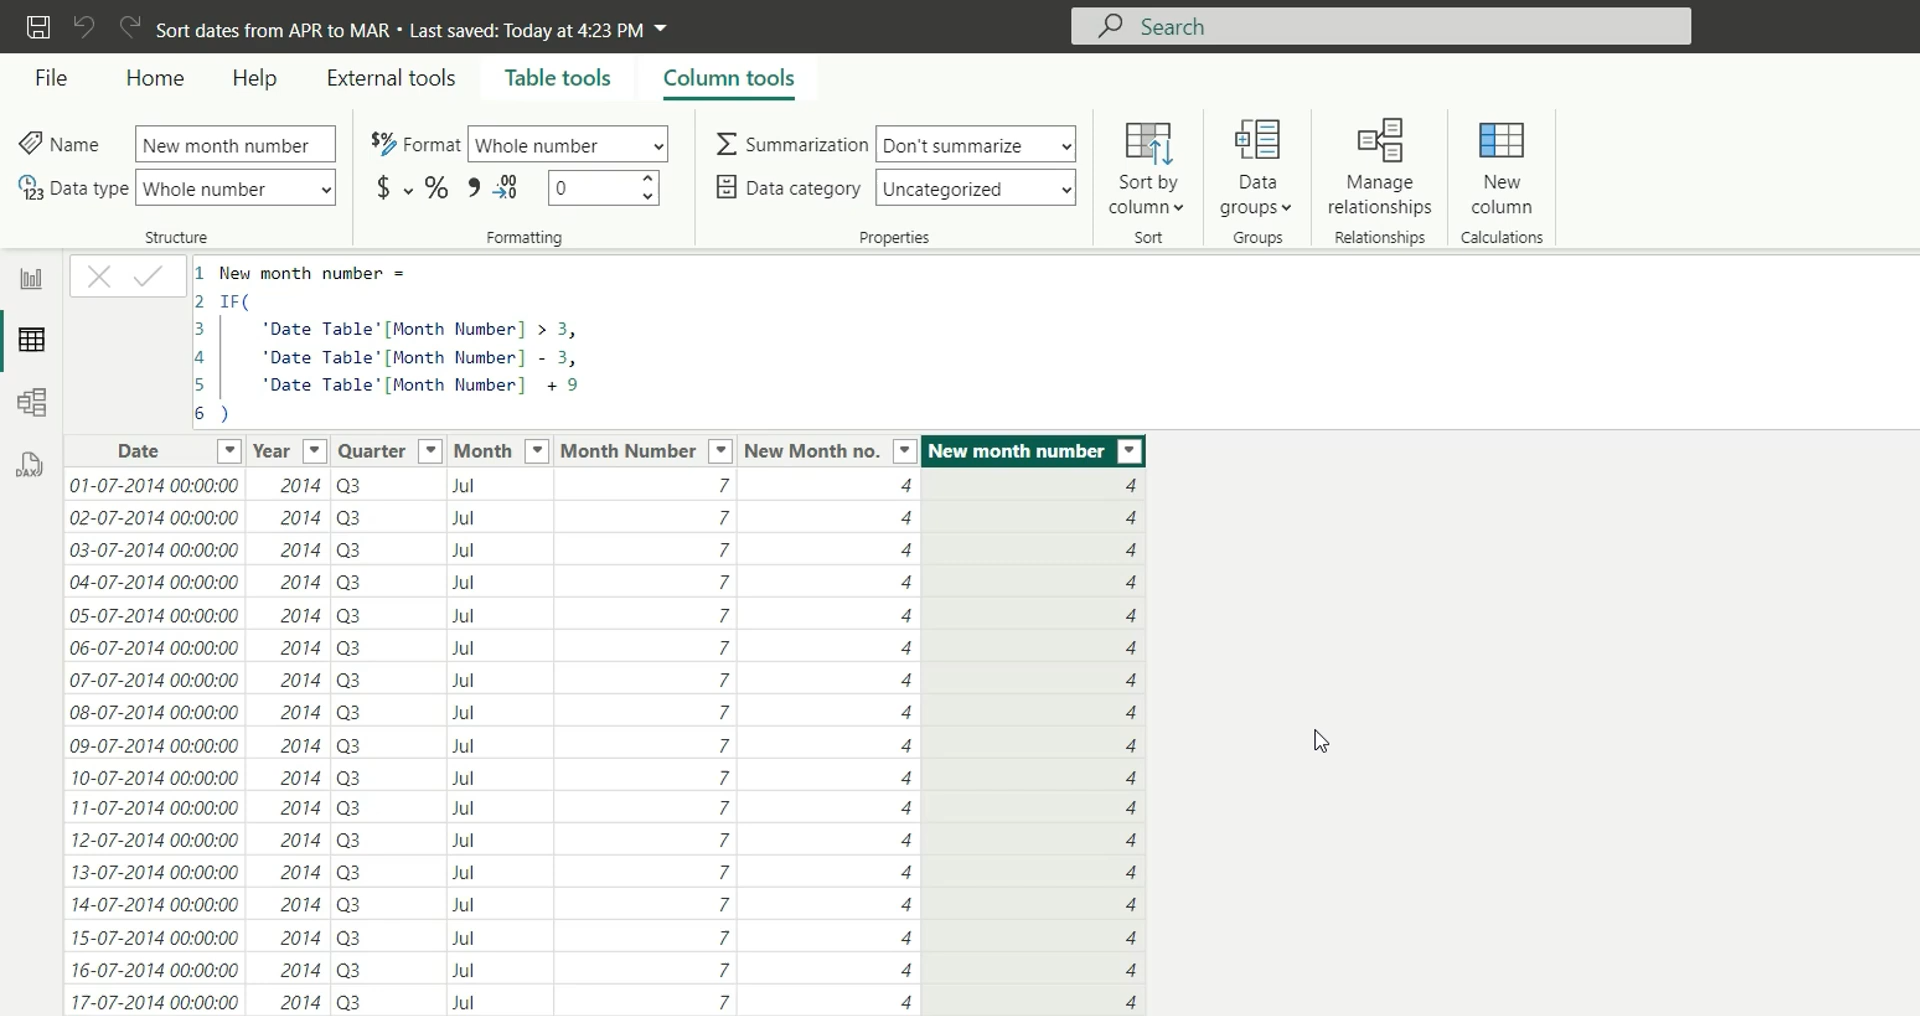 Sort dates from APR to MAR • Last saved: Today at 4:23 PM
Search
File Home Help External tools Table tools Column tools
Name New month number
Data type Whole number
Structure
Format Whole number
$ % 9 .00 0
Formatting
Summarization Don't summarize
Data category Uncategorized
Properties
Sort by
column
Sort
Data
groups
Groups
Manage
relationships
Relationships
New
column
Calculations
1 New month number =
2 IF(
3 'Date Table'[Month Number] > 3,
4 'Date Table'[Month Number] - 3,
5 'Date Table'[Month Number] + 9
6 )
DAX
Date Year Quarter Month Month Number New Month no. New month number
01-07-2014 00:00:00 2014 Q3 Jul 7 4 4
02-07-2014 00:00:00 2014 Q3 Jul 7 4 4
03-07-2014 00:00:00 2014 Q3 Jul 7 4 4
04-07-2014 00:00:00 2014 Q3 Jul 7 4 4
05-07-2014 00:00:00 2014 Q3 Jul 7 4 4
06-07-2014 00:00:00 2014 Q3 Jul 7 4 4
07-07-2014 00:00:00 2014 Q3 Jul 7 4 4
08-07-2014 00:00:00 2014 Q3 Jul 7 4 4
09-07-2014 00:00:00 2014 Q3 Jul 7 4 4
10-07-2014 00:00:00 2014 Q3 Jul 7 4 4
11-07-2014 00:00:00 2014 Q3 Jul 7 4 4
12-07-2014 00:00:00 2014 Q3 Jul 7 4 4
13-07-2014 00:00:00 2014 Q3 Jul 7 4 4
14-07-2014 00:00:00 2014 Q3 Jul 7 4 4
15-07-2014 00:00:00 2014 Q3 Jul 7 4 4
16-07-2014 00:00:00 2014 Q3 Jul 7 4 4
17-07-2014 00:00:00 2014 Q3 Jul 7 4 4